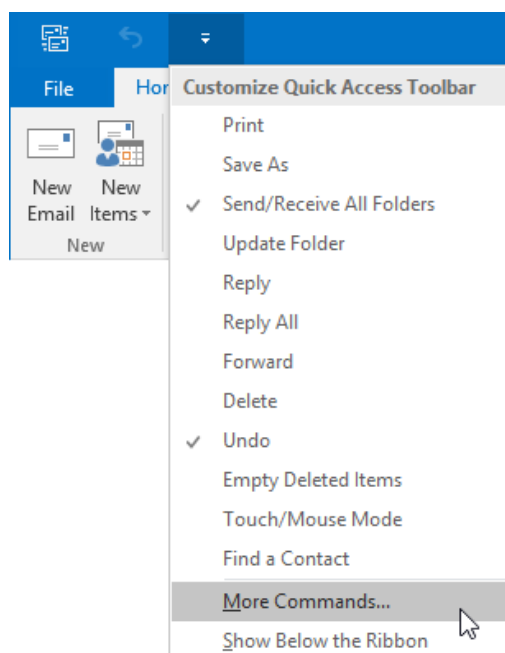 File
Hor
Customize Quick Access Toolbar
Print
Save As
Send/Receive All Folders
Update Folder
Reply
Reply All
Forward
Delete
Undo
Empty Deleted Items
Touch/Mouse Mode
Find a Contact
More Commands...
Show Below the Ribbon
New Email
New Items
New